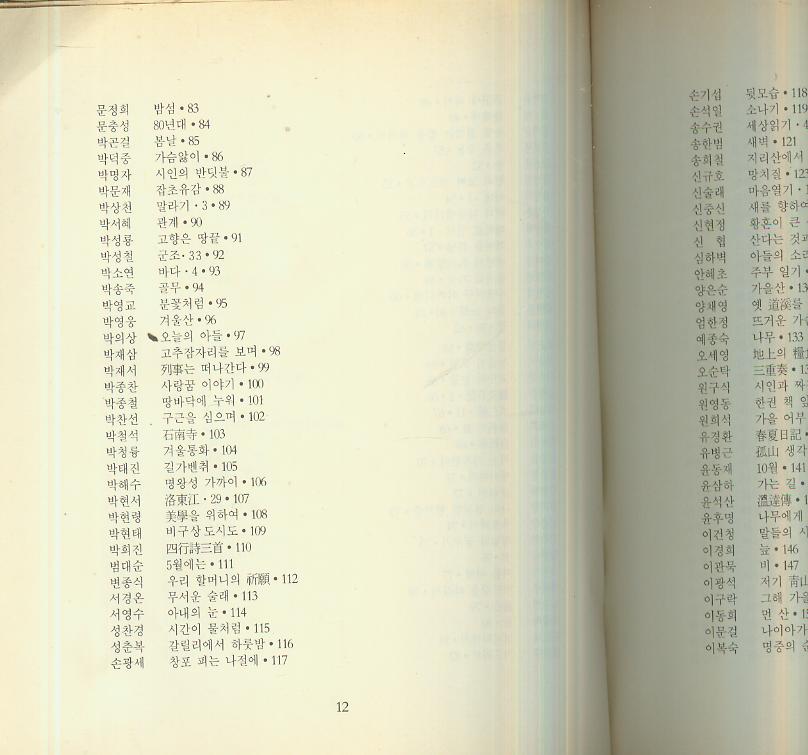 문정희 밤섬 • 83
문충성 80년대 • 84
박곤걸 봄날 • 85
박덕중 가슴앓이 • 86
박명자 시인의 반딧불 • 87
박문재 잡초유감 • 88
박상천 말라기 · 3 • 89
박서혜 관계 • 90
박성룡 고향은 땅끝 • 91
박성철 군조 · 33 • 92
박소연 바다 · 4 • 93
박송죽 골무 • 94
박영교 분꽃처럼 • 95
박영웅 겨울산 • 96
박의상 오늘의 아들 • 97
박재삼 고추잠자리를 보며 • 98
박재서 列車는 떠나간다 • 99
박종찬 사랑꿈 이야기 • 100
박종철 땅바닥에 누워 • 101
박찬선 구근을 심으며 • 102
박철석 石南寺 • 103
박청륭 겨울통화 • 104
박태진 길가벤취 • 105
박해수 명왕성 가까이 • 106
박현서 洛東江 · 29 • 107
박현령 美學을 위하여 • 108
박현태 비구상 도시도 • 109
박희진 四行詩三首 • 110
범대순 5월에는 • 111
변종식 우리 할머니의 祈願 • 112
서경온 무서운 술래 • 113
서영수 아내의 눈 • 114
성찬경 시간이 물처럼 • 115
성춘복 갈릴리에서 하룻밤 • 116
손광세 창포 피는 나절에 • 117
12
손기섭 뒷모습 • 118
손석일 소나기 • 119
송수권 세상읽기 · 4
송한범 새벽 • 121
송희철 지리산에서
신규호 망치질 • 123
신술래 마음열기 ·
신중신 새를 향하여
신현정 황혼이 큰
신 협 산다는 것과
심하벽 아들의 소리
안혜초 주부 일기 •
양은순 가을산 • 13
양채영 옛 道溪를
엄한정 뜨거운 가슴
예종숙 나무 • 133
오세영 地上의 糧食
오순탁 三重奏 • 13
원구식 시인과 짜
원영동 한권 책 앞
원희석 가을 어부
유경환 春夏日記 •
유병근 孤山 생각
윤동재 10월 • 141
윤삼하 가는 길 •
윤석산 溫達傳 • 1
윤후명 나무에게
이건청 말들의 시
이경희 늪 • 146
이관묵 비 • 147
이광석 저기 靑山
이구락 그해 가을
이동희 먼 산 • 15
이문걸 나이아가
이복숙 명중의 순